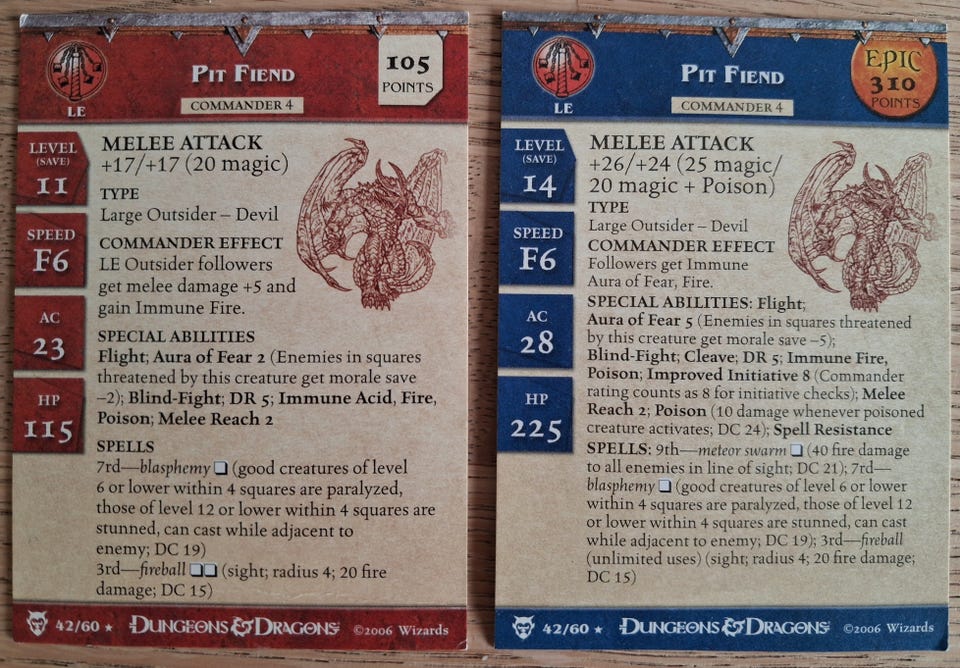 PIT FIEND
COMMANDER 4
105
POINTS
LE
LEVEL
(SAVE)
11
SPEED
F6
AC
23
HP
115
MELEE ATTACK
+17/+17 (20 magic)
TYPE
Large Outsider – Devil
COMMANDER EFFECT
LE Outsider followers
get melee damage +5 and
gain Immune Fire.
SPECIAL ABILITIES
Flight; Aura of Fear 2 (Enemies in squares
threatened by this creature get morale save
–2); Blind-Fight; DR 5; Immune Acid, Fire,
Poison; Melee Reach 2
SPELLS
7rd—blasphemy ❑ (good creatures of level
6 or lower within 4 squares are paralyzed,
those of level 12 or lower within 4 squares are
stunned, can cast while adjacent to
enemy; DC 19)
3rd—fireball ❑❑ (sight; radius 4; 20 fire
damage; DC 15)
42/60 ★ DUNGEONS & DRAGONS ©2006 Wizards
PIT FIEND
COMMANDER 4
EPIC
310
POINTS
LE
LEVEL
(SAVE)
14
SPEED
F6
AC
28
HP
225
MELEE ATTACK
+26/+24 (25 magic/
20 magic + Poison)
TYPE
Large Outsider – Devil
COMMANDER EFFECT
Followers get Immune
Aura of Fear, Fire.
SPECIAL ABILITIES: Flight;
Aura of Fear 5 (Enemies in squares threatened
by this creature get morale save –5);
Blind-Fight; Cleave; DR 5; Immune Fire,
Poison; Improved Initiative 8 (Commander
rating counts as 8 for initiative checks); Melee
Reach 2; Poison (10 damage whenever poisoned
creature activates; DC 24); Spell Resistance
SPELLS: 9th—meteor swarm ❑ (40 fire damage
to all enemies in line of sight; DC 21); 7rd—
blasphemy ❑ (good creatures of level 6 or lower
within 4 squares are paralyzed, those of level 12
or lower within 4 squares are stunned, can cast
while adjacent to enemy; DC 19); 3rd—fireball
(unlimited uses) (sight; radius 4; 20 fire damage;
DC 15)
42/60 ★ DUNGEONS & DRAGONS ©2006 Wizards